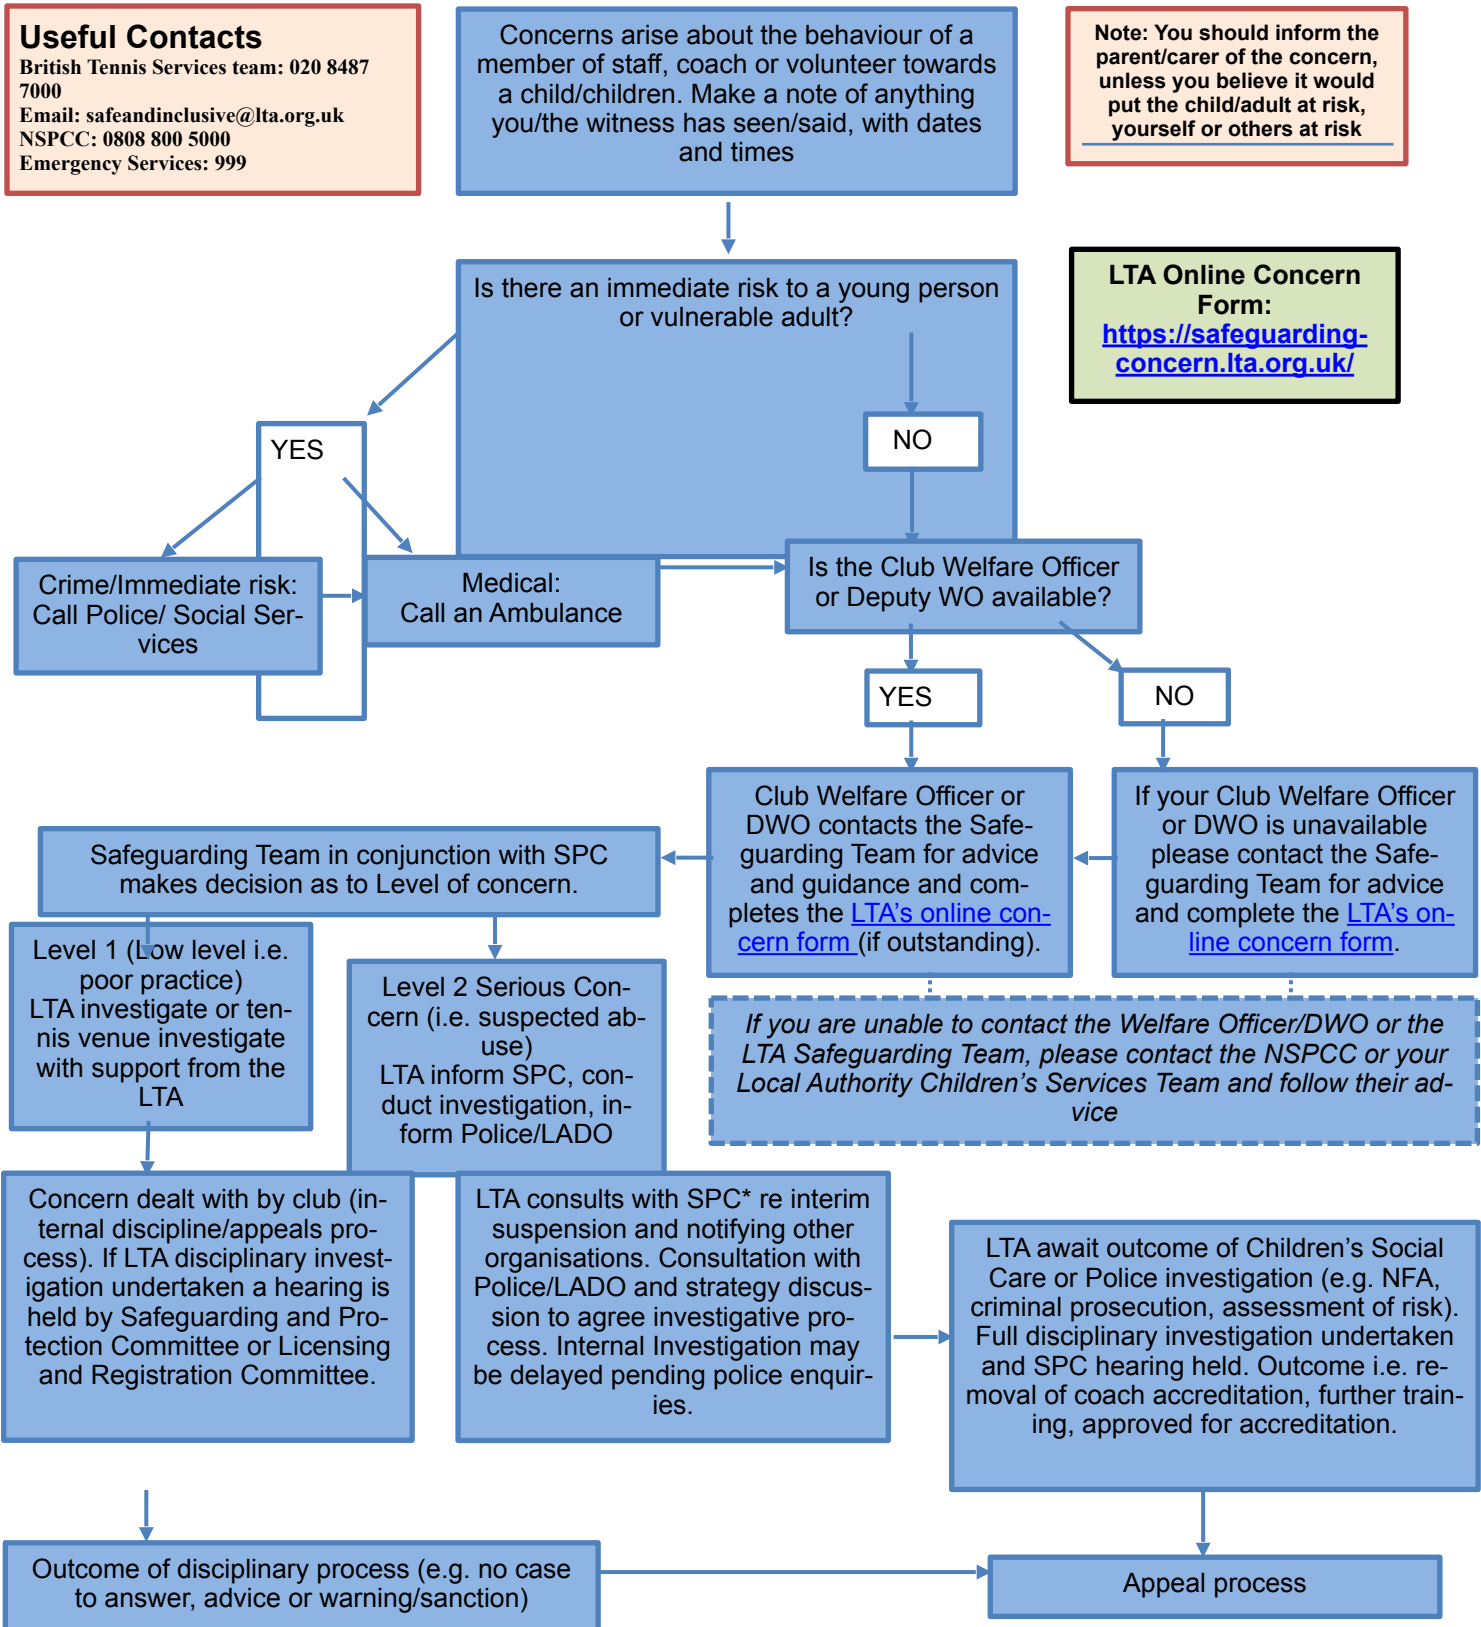 Useful Contacts
British Tennis Services team: 020 8487
7000
Email: safeandinclusive@lta.org.uk
NSPCC: 0808 800 5000
Emergency Services: 999
Concerns arise about the behaviour of a
member of staff, coach or volunteer towards
a child/children. Make a note of anything
you/the witness has seen/said, with dates
and times
Note: You should inform the
parent/carer of the concern,
unless you believe it would
put the child/adult at risk,
yourself or others at risk
Is there an immediate risk to a young person
or vulnerable adult?
LTA Online Concern
Form:
https://safeguarding-
concern.lta.org.uk/
YES
NO
Crime/Immediate risk:
Call Police/ Social Ser-
vices
Medical:
Call an Ambulance
Is the Club Welfare Officer
or Deputy WO available?
YES
NO
Club Welfare Officer or
DWO contacts the Safe-
guarding Team for advice
and guidance and com-
pletes the LTA's online con-
cern form (if outstanding).
If your Club Welfare Officer
or DWO is unavailable
please contact the Safe-
guarding Team for advice
and complete the LTA's on-
line concern form.
Safeguarding Team in conjunction with SPC
makes decision as to Level of concern.
Level 1 (Low level i.e.
poor practice)
LTA investigate or ten-
nis venue investigate
with support from the
LTA
Level 2 Serious Con-
cern (i.e. suspected ab-
use)
LTA inform SPC, con-
duct investigation, in-
form Police/LADO
If you are unable to contact the Welfare Officer/DWO or the
LTA Safeguarding Team, please contact the NSPCC or your
Local Authority Children's Services Team and follow their ad-
vice
Concern dealt with by club (in-
ternal discipline/appeals pro-
cess). If LTA disciplinary invest-
igation undertaken a hearing is
held by Safeguarding and Pro-
tection Committee or Licensing
and Registration Committee.
LTA consults with SPC* re interim
suspension and notifying other
organisations. Consultation with
Police/LADO and strategy discus-
sion to agree investigative pro-
cess. Internal Investigation may
be delayed pending police enquir-
ies.
LTA await outcome of Children's Social
Care or Police investigation (e.g. NFA,
criminal prosecution, assessment of risk).
Full disciplinary investigation undertaken
and SPC hearing held. Outcome i.e. re-
moval of coach accreditation, further train-
ing, approved for accreditation.
Outcome of disciplinary process (e.g. no case
to answer, advice or warning/sanction)
Appeal process